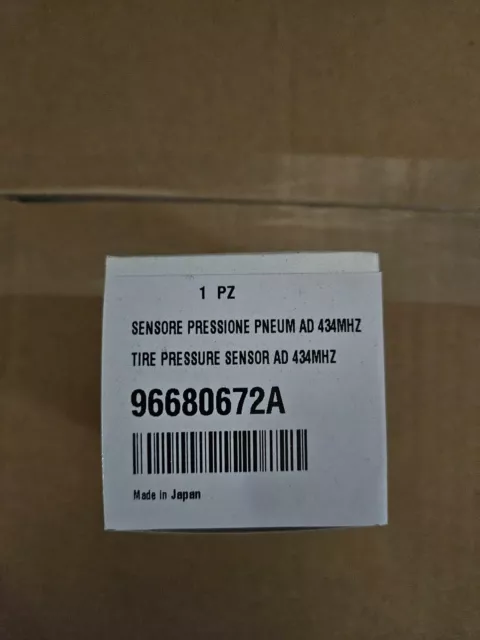 1 PZ
SENSORE PRESSIONE PNEUM AD 434MHZ
TIRE PRESSURE SENSOR AD 434MHZ
96680672A
Made in Japan